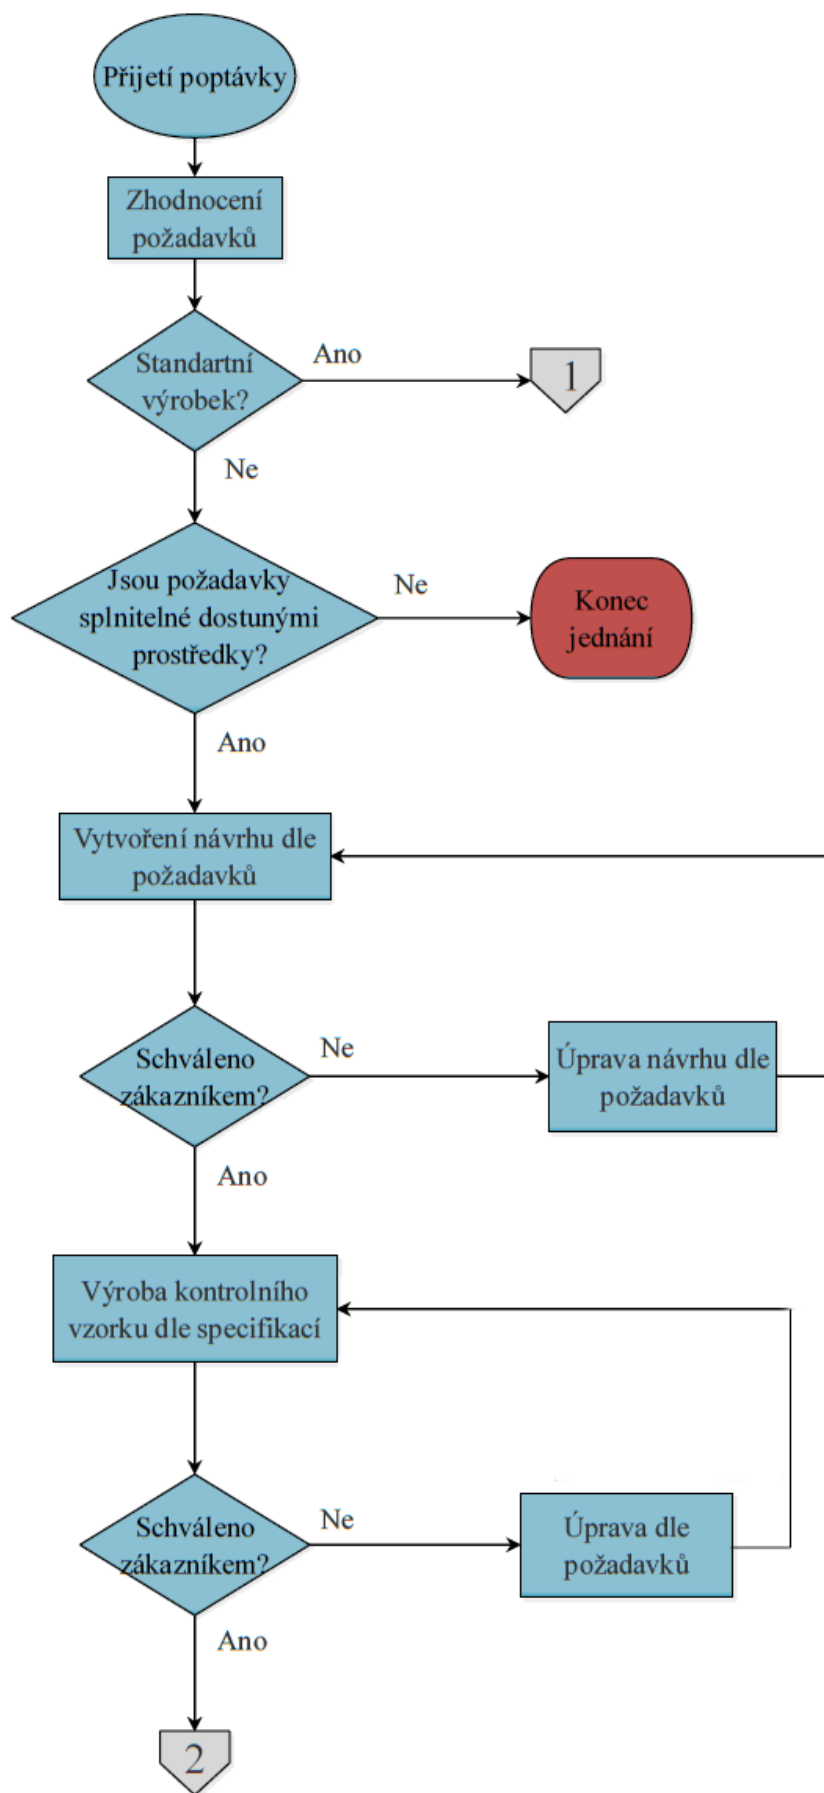 Přijetí poptávky
Zhodnocení
požadavků
Standartní
výrobek?
Ano
1
Ne
Jsou požadavky
splnitelné dostunými
prostředky?
Ne
Konec
jednání
Ano
Vytvoření návrhu dle
požadavků
Schváleno
zákazníkem?
Ne
Úprava návrhu dle
požadavků
Ano
Výroba kontrolního
vzorku dle specifikací
Schváleno
zákazníkem?
Ne
Úprava dle
požadavků
Ano
2